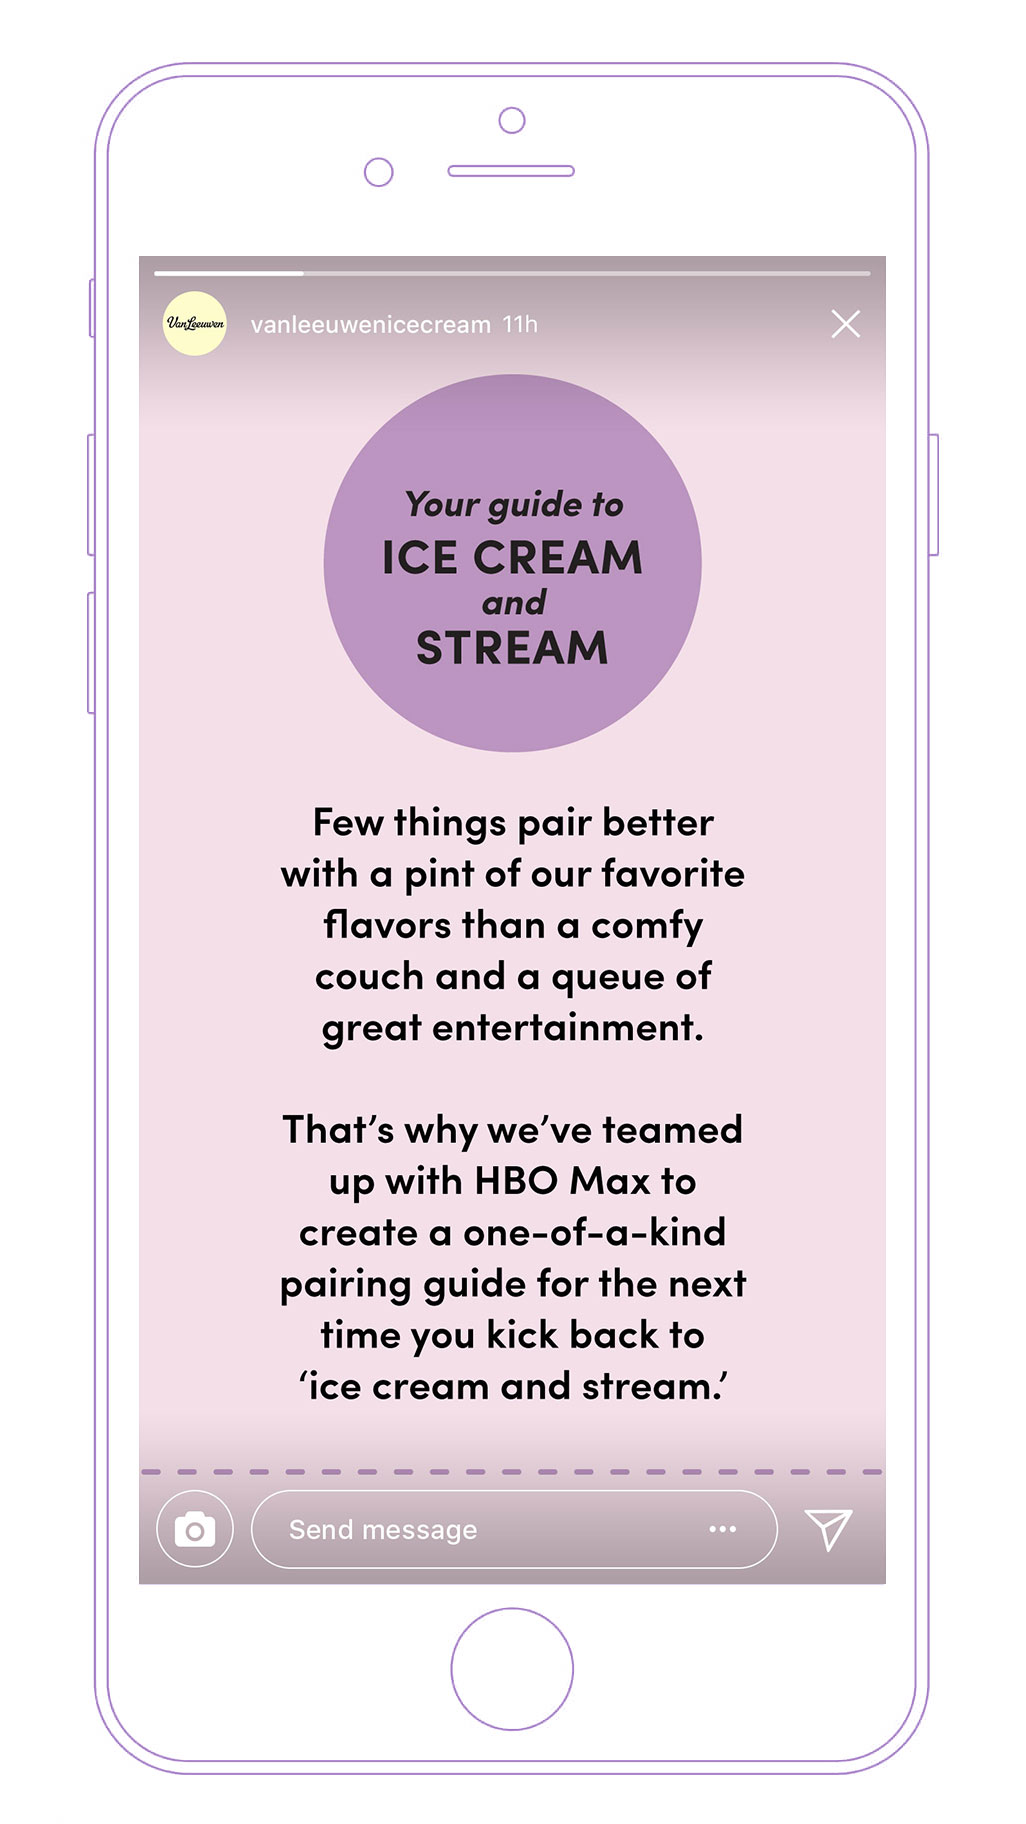 VanLeeuwen
vanleeuwenicecream 11h
Your guide to
ICE CREAM
and
STREAM
Few things pair better
with a pint of our favorite
flavors than a comfy
couch and a queue of
great entertainment.
That’s why we’ve teamed
up with HBO Max to
create a one-of-a-kind
pairing guide for the next
time you kick back to
‘ice cream and stream.’
Send message